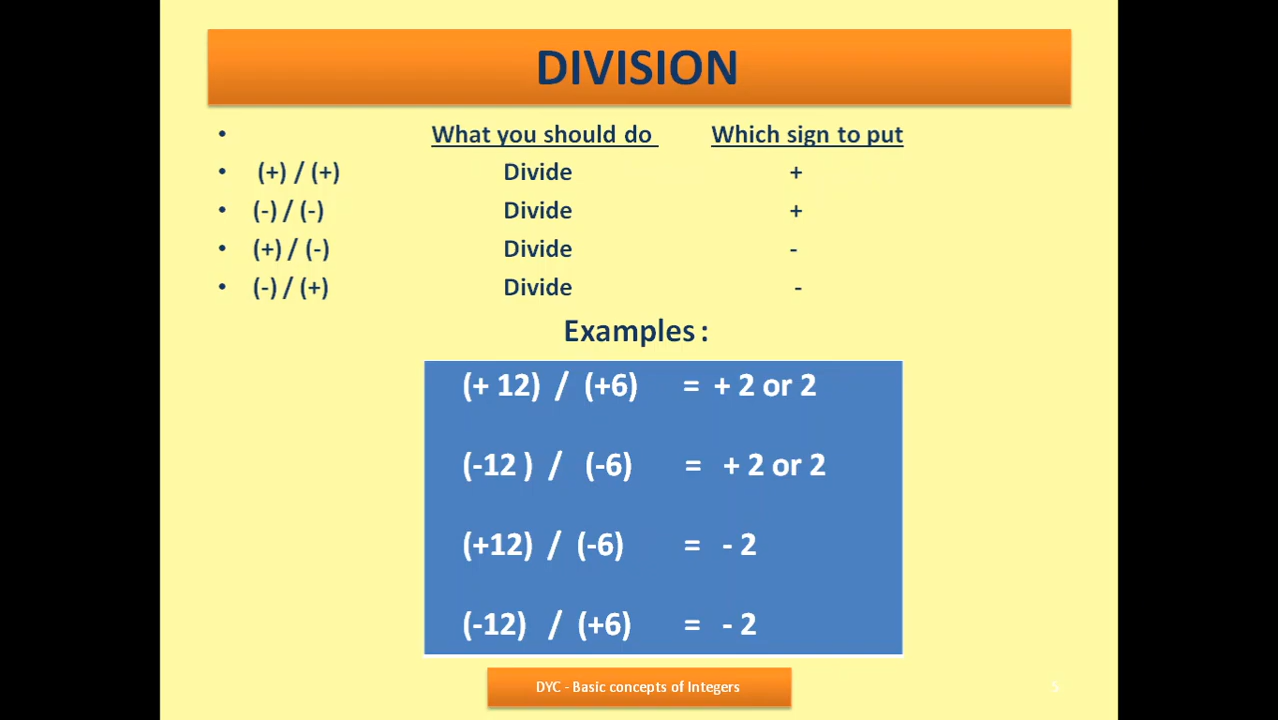 DIVISION
• What you should do Which sign to put
• (+) / (+) Divide +
• (-) / (-) Divide +
• (+) / (-) Divide -
• (-) / (+) Divide -
Examples :
(+ 12) / (+6) = + 2 or 2
(-12 ) / (-6) = + 2 or 2
(+12) / (-6) = - 2
(-12) / (+6) = - 2
DYC - Basic concepts of Integers
5